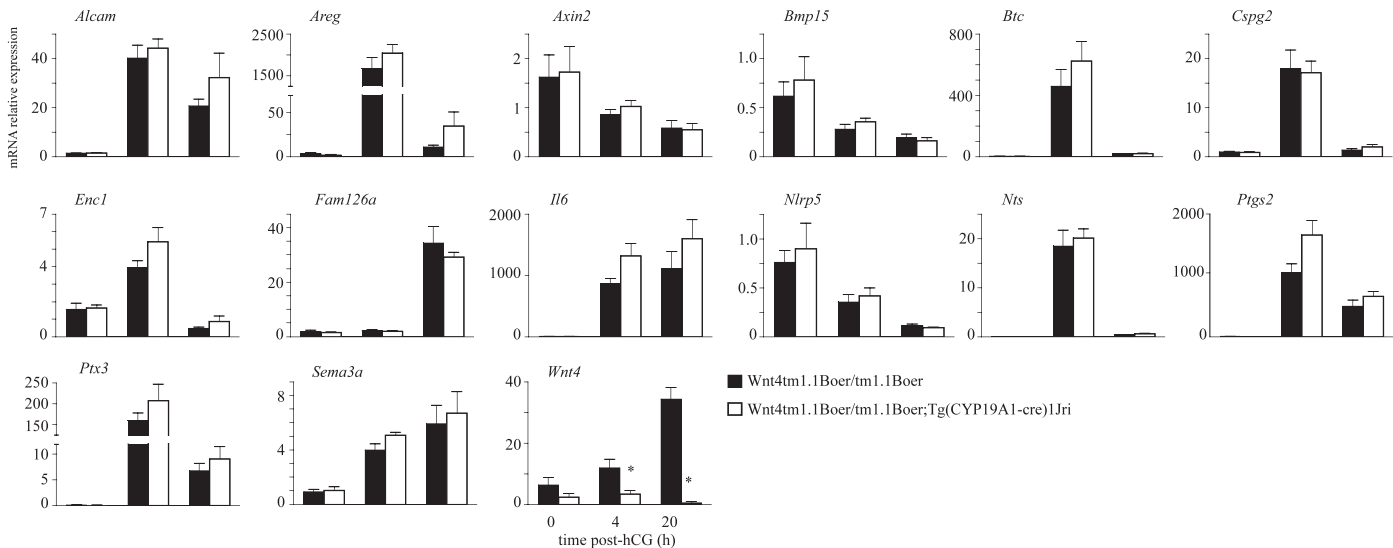 Alcam
Areg
Axin2
Bmp15
Btc
Cspg2
mRNA relative expression
40
20
0
2500
1500
50
0
2
1
0
1.0
0.5
0
800
400
0
20
10
0
Enc1
Fam126a
Il6
Nlrp5
Nts
Ptgs2
7
4
1
0
40
20
0
2000
1000
0
1.0
0.5
0
20
10
0
2000
1000
0
Ptx3
Sema3a
Wnt4
250
150
50
10
5
0
8
4
0
40
20
0
* *
Wnt4tm1.1Boer/tm1.1Boer
Wnt4tm1.1Boer/tm1.1Boer;Tg(CYP19A1-cre)1Jri
0 4 20
time post-hCG (h)